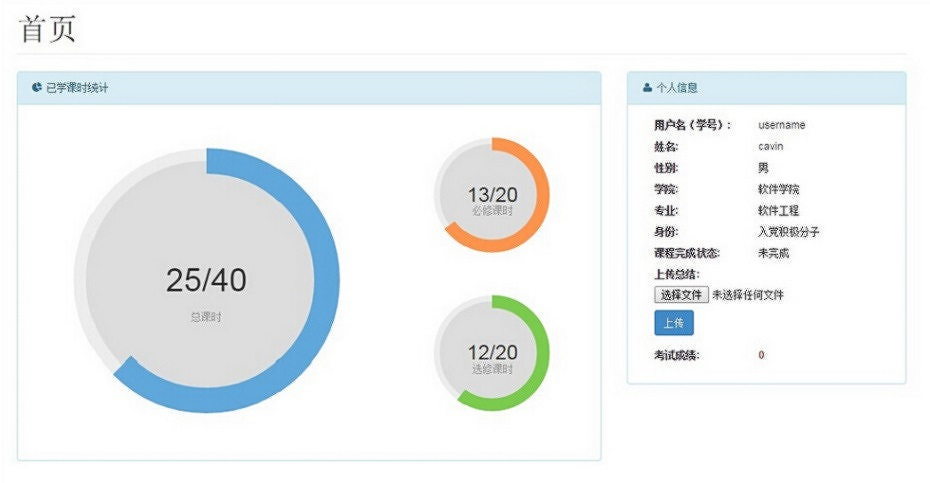 首页
已学课时统计
25/40
总课时
13/20
必修课时
12/20
选修课时
个人信息
用户名（学号）: username
姓名: cavin
性别: 男
学院: 软件学院
专业: 软件工程
身份: 入党积极分子
课程完成状态: 未完成
上传总结:
选择文件 未选择任何文件
上传
考试成绩: 0